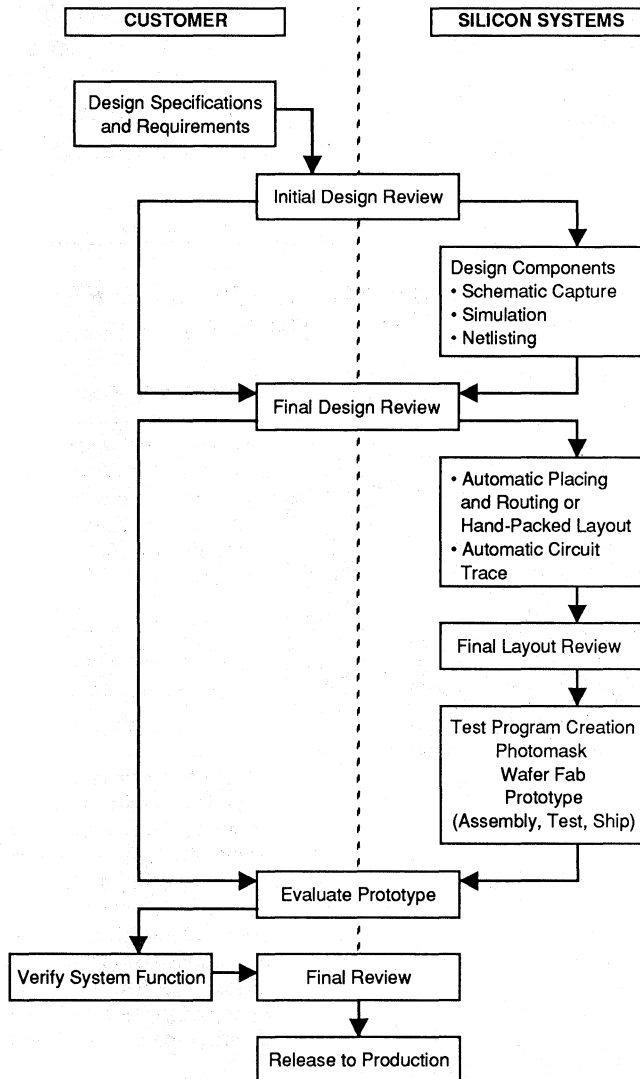 CUSTOMER
SILICON SYSTEMS
Design Specifications
and Requirements
Initial Design Review
Design Components
• Schematic Capture
• Simulation
• Netlisting
Final Design Review
• Automatic Placing
and Routing or
Hand-Packed Layout
• Automatic Circuit
Trace
Final Layout Review
Test Program Creation
Photomask
Wafer Fab
Prototype
(Assembly, Test, Ship)
Evaluate Prototype
Verify System Function
Final Review
Release to Production